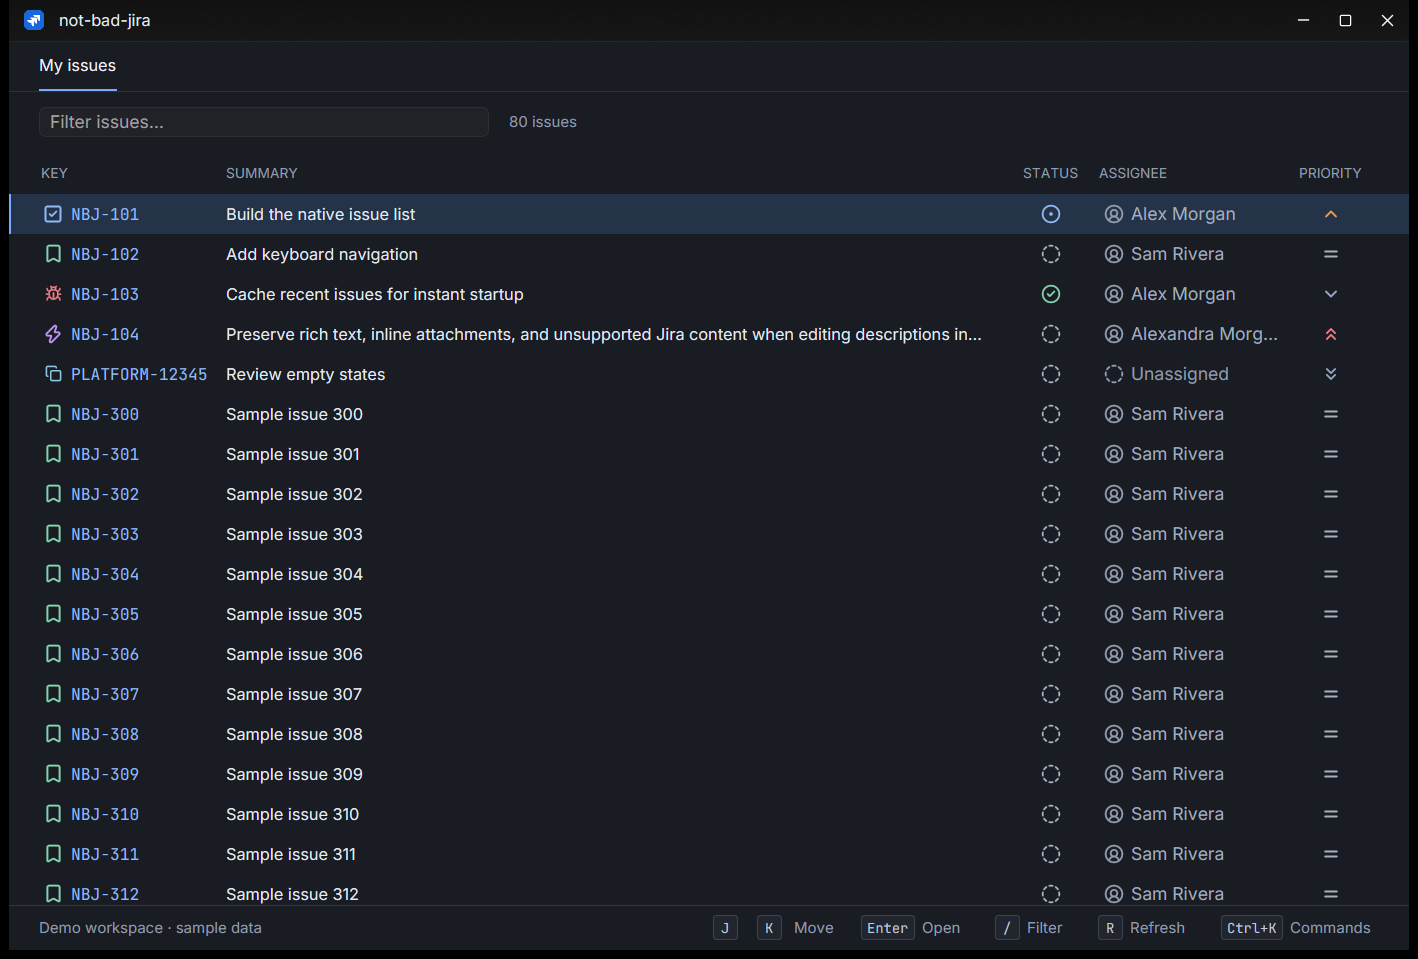 not-bad-jira
My issues
Filter issues...
80 issues
KEY SUMMARY STATUS ASSIGNEE PRIORITY
NBJ-101 Build the native issue list Alex Morgan
NBJ-102 Add keyboard navigation Sam Rivera
NBJ-103 Cache recent issues for instant startup Alex Morgan
NBJ-104 Preserve rich text, inline attachments, and unsupported Jira content when editing descriptions in... Alexandra Morg...
PLATFORM-12345 Review empty states Unassigned
NBJ-300 Sample issue 300 Sam Rivera
NBJ-301 Sample issue 301 Sam Rivera
NBJ-302 Sample issue 302 Sam Rivera
NBJ-303 Sample issue 303 Sam Rivera
NBJ-304 Sample issue 304 Sam Rivera
NBJ-305 Sample issue 305 Sam Rivera
NBJ-306 Sample issue 306 Sam Rivera
NBJ-307 Sample issue 307 Sam Rivera
NBJ-308 Sample issue 308 Sam Rivera
NBJ-309 Sample issue 309 Sam Rivera
NBJ-310 Sample issue 310 Sam Rivera
NBJ-311 Sample issue 311 Sam Rivera
NBJ-312 Sample issue 312 Sam Rivera
Demo workspace · sample data J K Move Enter Open / Filter R Refresh Ctrl+K Commands